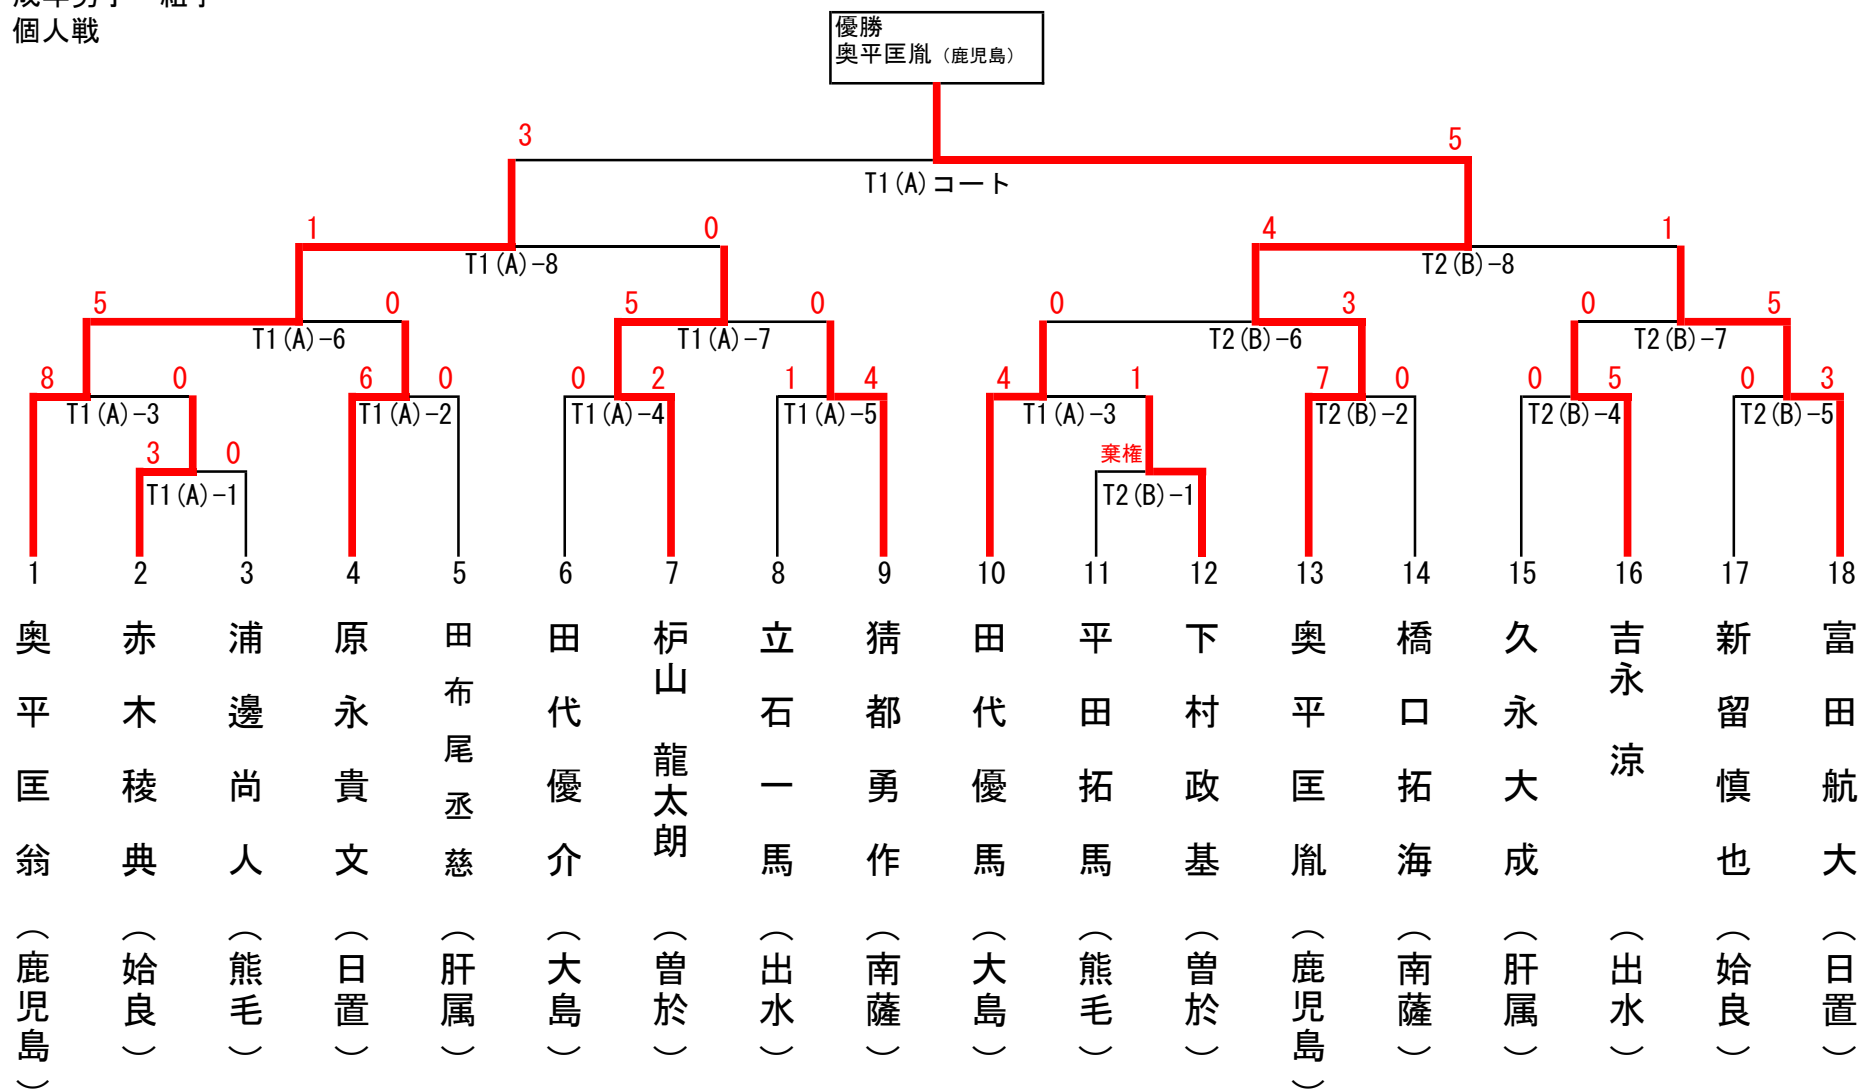 個人戦
優勝
奥平匡胤（鹿児島）
3 5
T1(A)コート
1 0 4 1
T1(A)-8 T2(B)-8
5 0 5 0 0 3 0 5
T1(A)-6 T1(A)-7 T2(B)-6 T2(B)-7
8 0 6 0 0 2 1 4 4 1 7 0 0 5 0 3
T1(A)-3 T1(A)-2 T1(A)-4 T1(A)-5 T1(A)-3 T2(B)-2 T2(B)-4 T2(B)-5
3 0 棄権
T1(A)-1 T2(B)-1
1 2 3 4 5 6 7 8 9 10 11 12 13 14 15 16 17 18
奥平匡翁（鹿児島）
赤木稜典（姶良）
浦邊尚人（熊毛）
原永貴文（日置）
田布尾丞慈（肝属）
田代優介（大島）
枦山 龍太朗（曽於）
立石一馬（出水）
猜都勇作（南薩）
田代優馬（大島）
平田拓馬（熊毛）
下村政基（曽於）
奥平匡胤（鹿児島）
橋口拓海（南薩）
久永大成（肝属）
吉永 涼（出水）
新留慎也（姶良）
富田航大（日置）